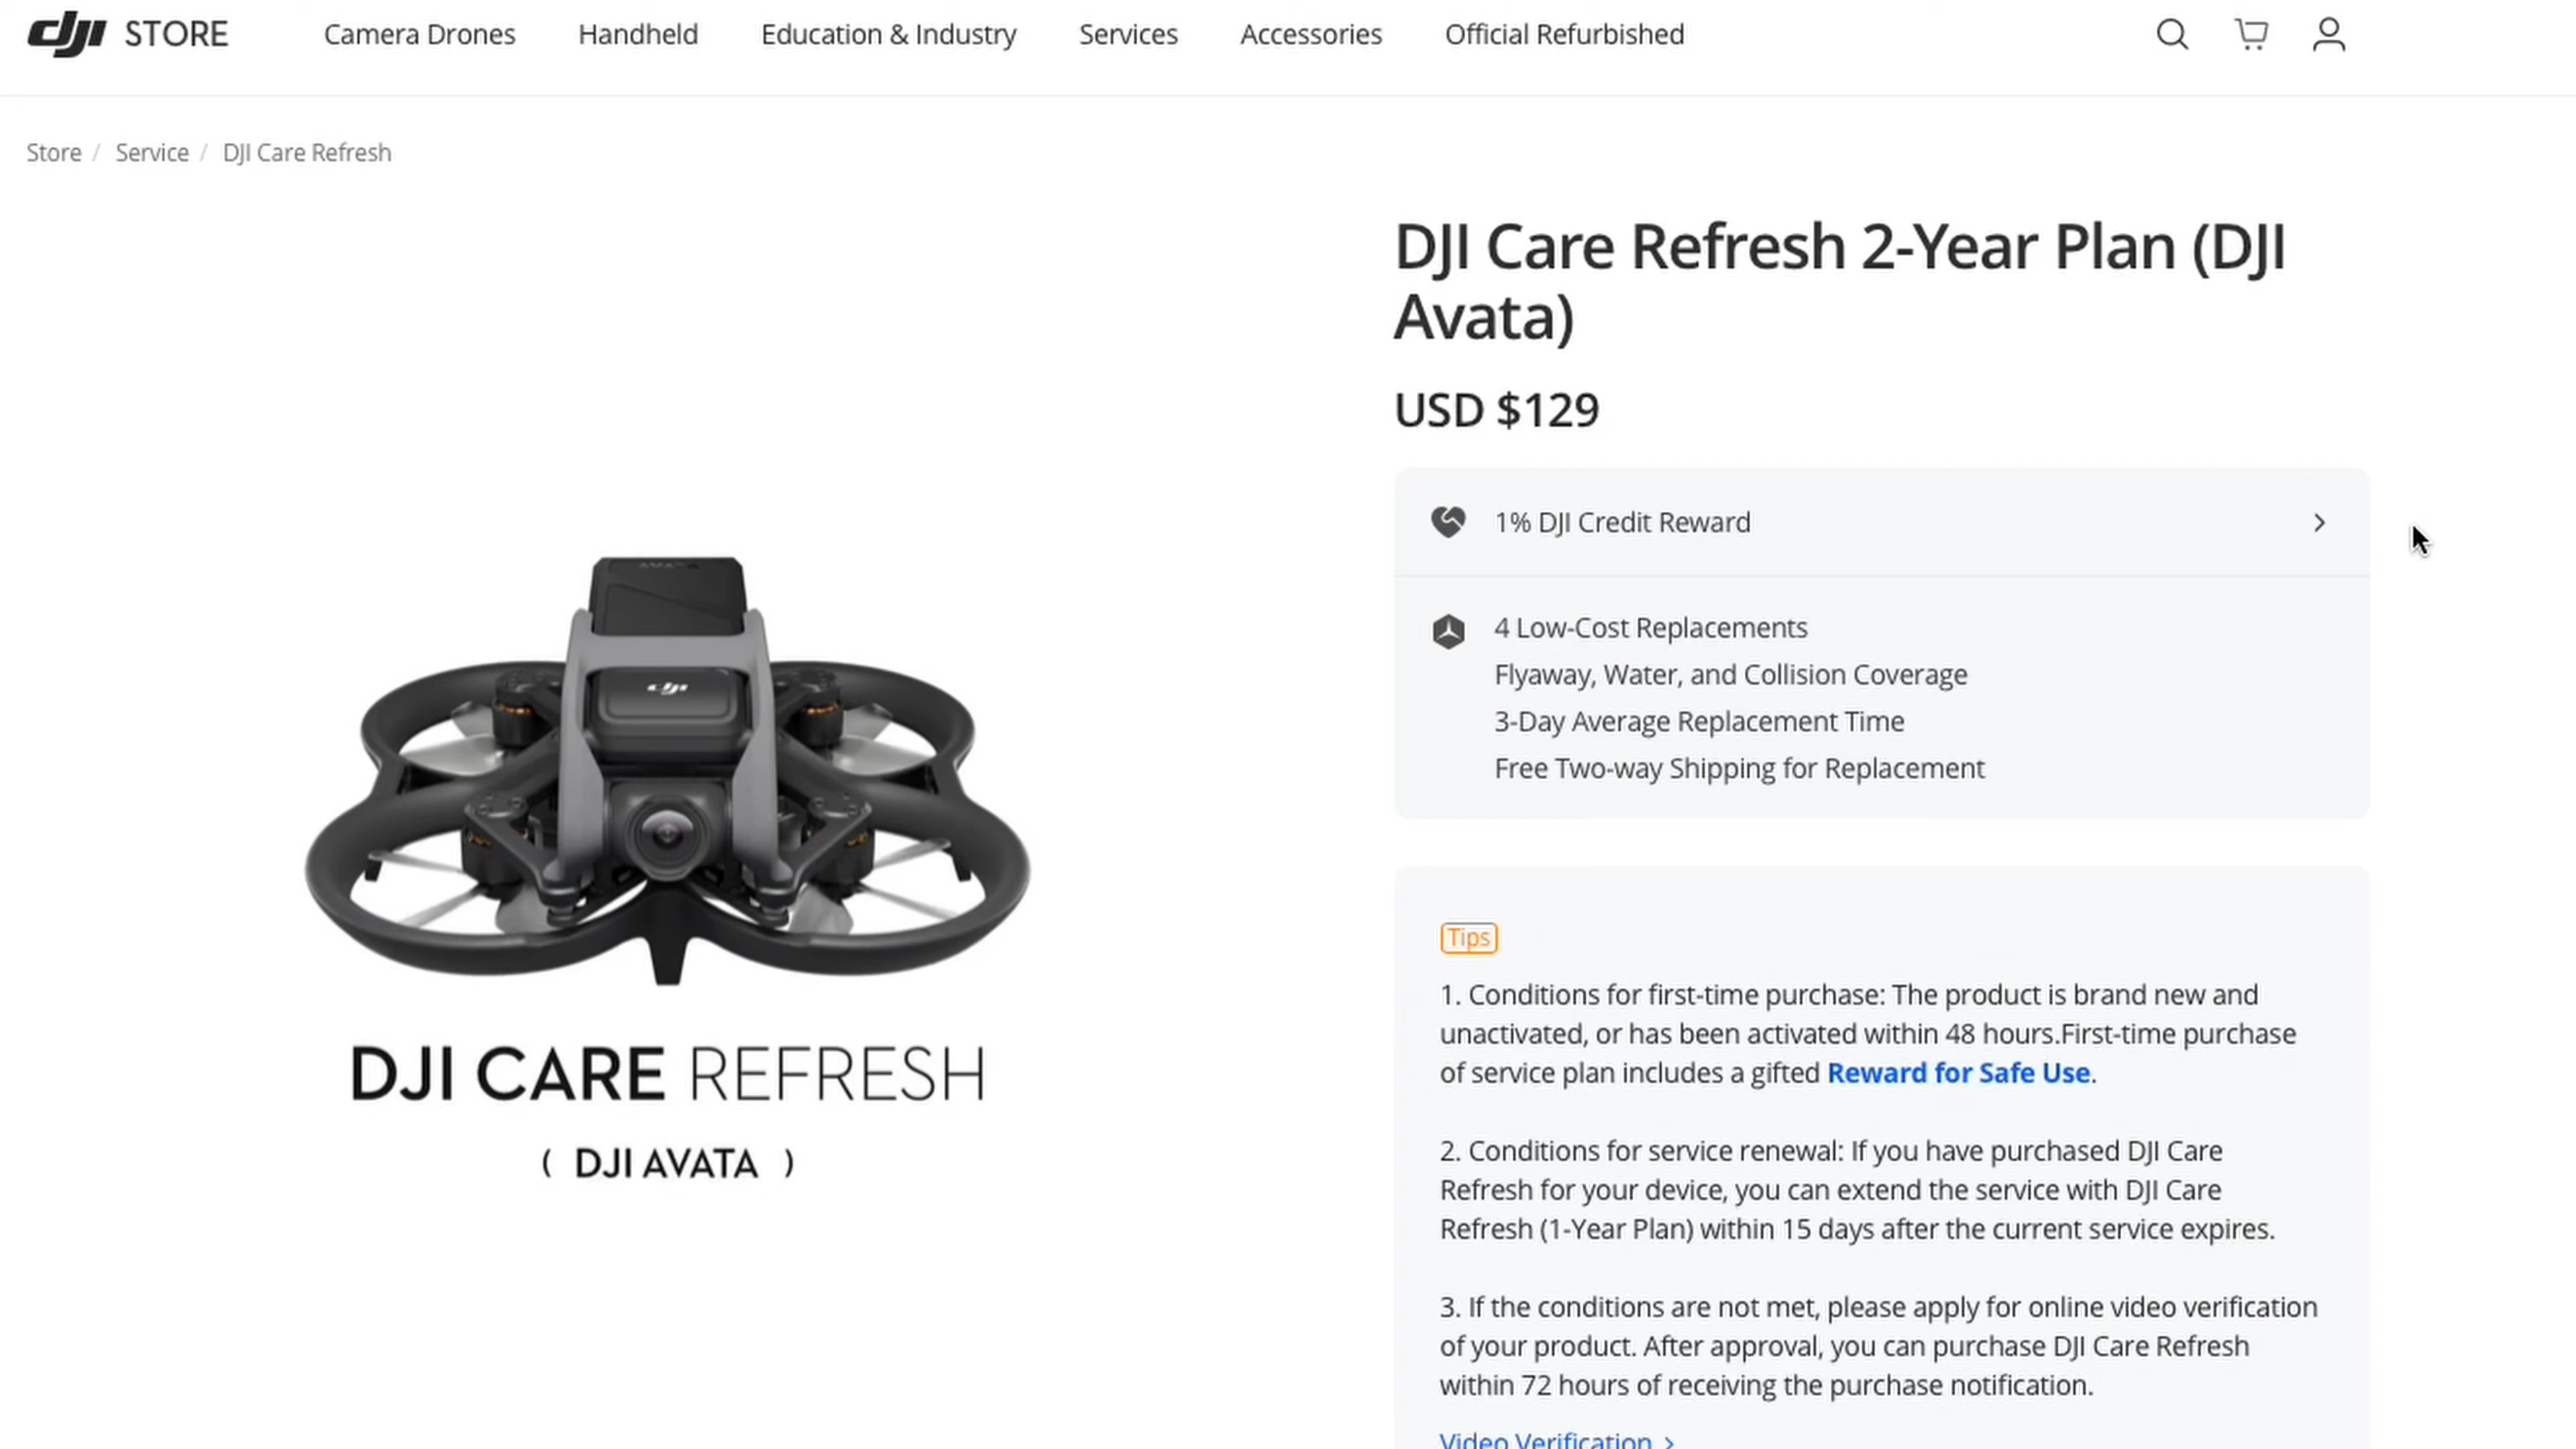 dji STORE
Camera Drones
Handheld
Education & Industry
Services
Accessories
Official Refurbished
Store / Service / DJI Care Refresh
DJI Care Refresh 2-Year Plan (DJI
Avata)
USD $129
1% DJI Credit Reward
4 Low-Cost Replacements
Flyaway, Water, and Collision Coverage
3-Day Average Replacement Time
Free Two-way Shipping for Replacement
dji
DJI CARE REFRESH
( DJI AVATA )
Tips
1. Conditions for first-time purchase: The product is brand new and
unactivated, or has been activated within 48 hours.First-time purchase
of service plan includes a gifted Reward for Safe Use.
2. Conditions for service renewal: If you have purchased DJI Care
Refresh for your device, you can extend the service with DJI Care
Refresh (1-Year Plan) within 15 days after the current service expires.
3. If the conditions are not met, please apply for online video verification
of your product. After approval, you can purchase DJI Care Refresh
within 72 hours of receiving the purchase notification.
Video Verification >